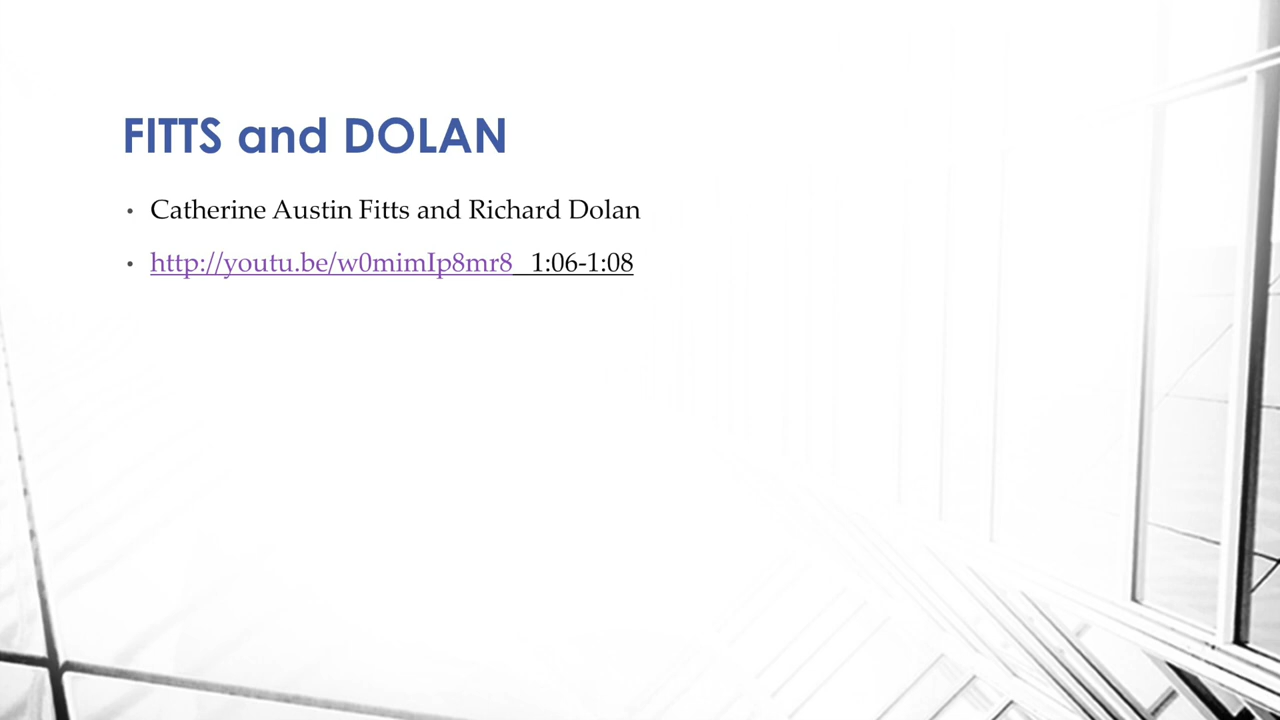 FITTS and DOLAN
• Catherine Austin Fitts and Richard Dolan
• http://youtu.be/w0mimIp8mr8 1:06-1:08